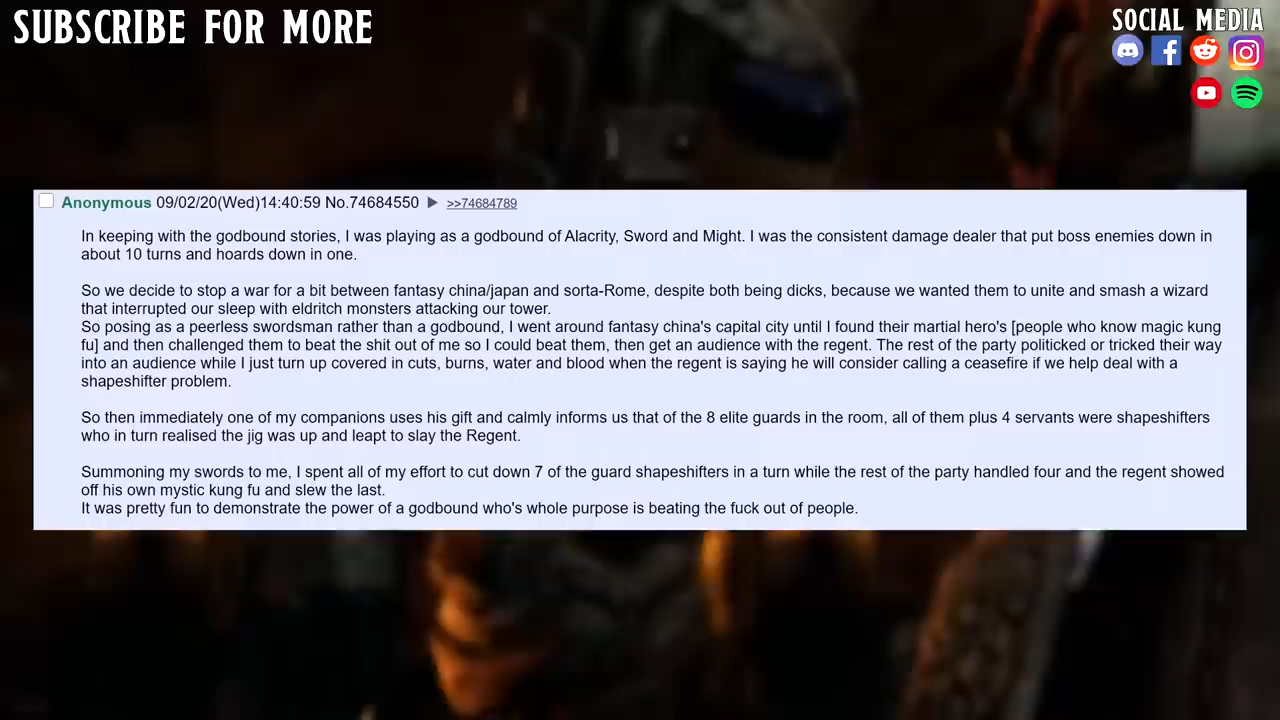 SUBSCRIBE FOR MORE
SOCIAL MEDIA
Anonymous 09/02/20(Wed)14:40:59 No.74684550 ▶ >>74684789
In keeping with the godbound stories, I was playing as a godbound of Alacrity, Sword and Might. I was the consistent damage dealer that put boss enemies down in
about 10 turns and hoards down in one.
So we decide to stop a war for a bit between fantasy china/japan and sorta-Rome, despite both being dicks, because we wanted them to unite and smash a wizard
that interrupted our sleep with eldritch monsters attacking our tower.
So posing as a peerless swordsman rather than a godbound, I went around fantasy china's capital city until I found their martial hero's [people who know magic kung
fu] and then challenged them to beat the shit out of me so I could beat them, then get an audience with the regent. The rest of the party politicked or tricked their way
into an audience while I just turn up covered in cuts, burns, water and blood when the regent is saying he will consider calling a ceasefire if we help deal with a
shapeshifter problem.
So then immediately one of my companions uses his gift and calmly informs us that of the 8 elite guards in the room, all of them plus 4 servants were shapeshifters
who in turn realised the jig was up and leapt to slay the Regent.
Summoning my swords to me, I spent all of my effort to cut down 7 of the guard shapeshifters in a turn while the rest of the party handled four and the regent showed
off his own mystic kung fu and slew the last.
It was pretty fun to demonstrate the power of a godbound who's whole purpose is beating the fuck out of people.